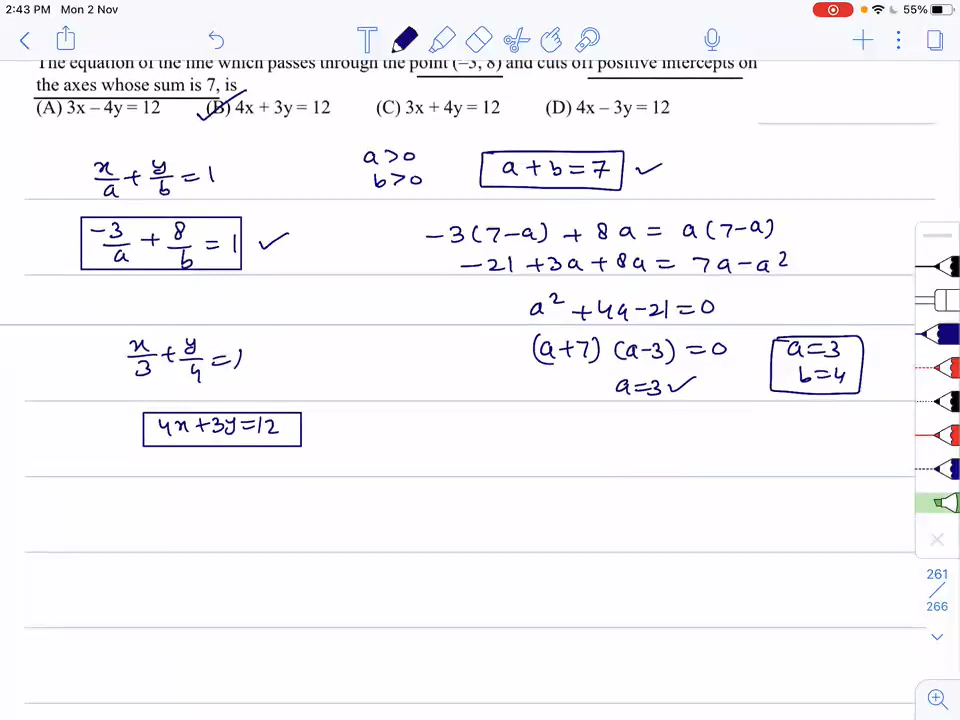 2:43 PM Mon 2 Nov
55%
The equation of the line which passes through the point (−3, 8) and cuts off positive intercepts on
the axes whose sum is 7, is
(A) 3x – 4y = 12 (B) 4x + 3y = 12 (C) 3x + 4y = 12 (D) 4x – 3y = 12
x/a + y/b = 1
a > 0
b > 0
a + b = 7
-3/a + 8/b = 1
-3(7-a) + 8a = a(7-a)
-21 + 3a + 8a = 7a - a²
a² + 4a - 21 = 0
(a+7) (a-3) = 0
a=3
a=3
b=4
x/3 + y/4 = 1
4x + 3y = 12
261
/
266